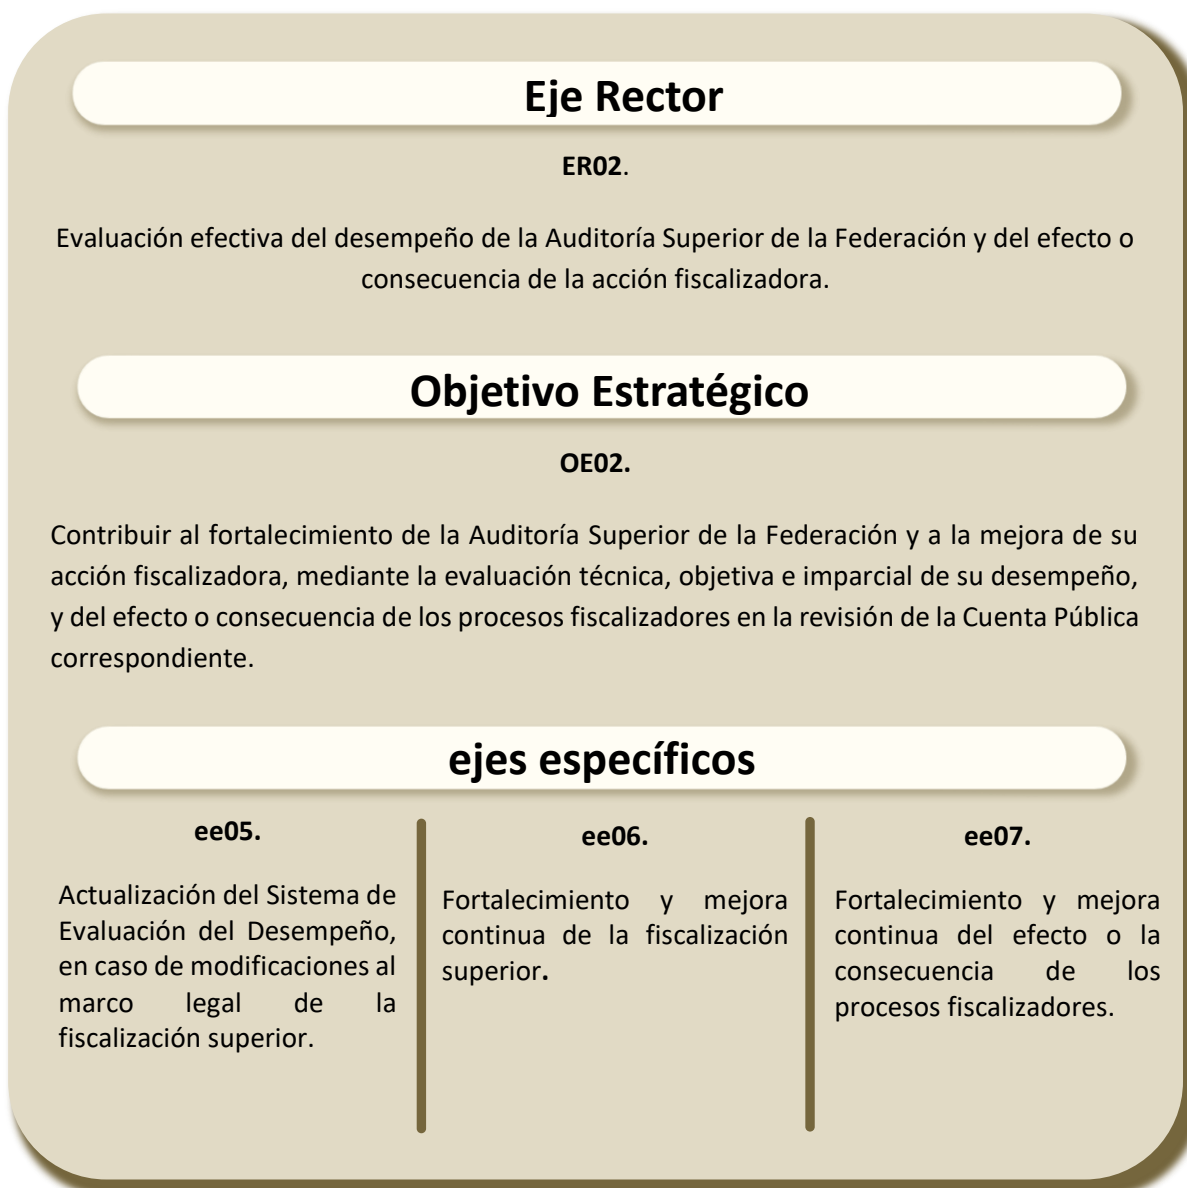 Eje Rector
ER02.
Evaluación efectiva del desempeño de la Auditoría Superior de la Federación y del efecto o
consecuencia de la acción fiscalizadora.
Objetivo Estratégico
OE02.
Contribuir al fortalecimiento de la Auditoría Superior de la Federación y a la mejora de su
acción fiscalizadora, mediante la evaluación técnica, objetiva e imparcial de su desempeño,
y del efecto o consecuencia de los procesos fiscalizadores en la revisión de la Cuenta Pública
correspondiente.
ejes específicos
ee05.
Actualización del Sistema de
Evaluación del Desempeño,
en caso de modificaciones al
marco legal de la
fiscalización superior.
ee06.
Fortalecimiento y mejora
continua de la fiscalización
superior.
ee07.
Fortalecimiento y mejora
continua del efecto o la
consecuencia de los
procesos fiscalizadores.